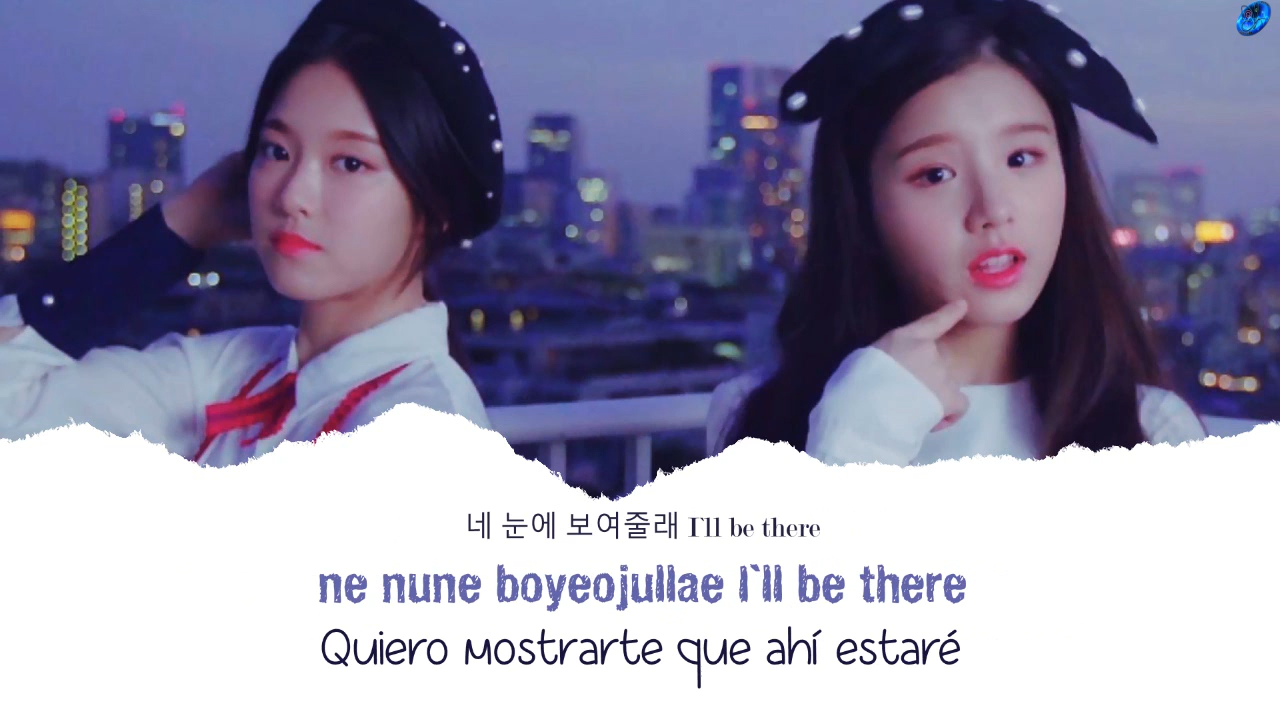 네 눈에 보여줄래 I'll be there
ne nune boyeojullae I`ll be there
Quiero mostrarte que ahí estaré